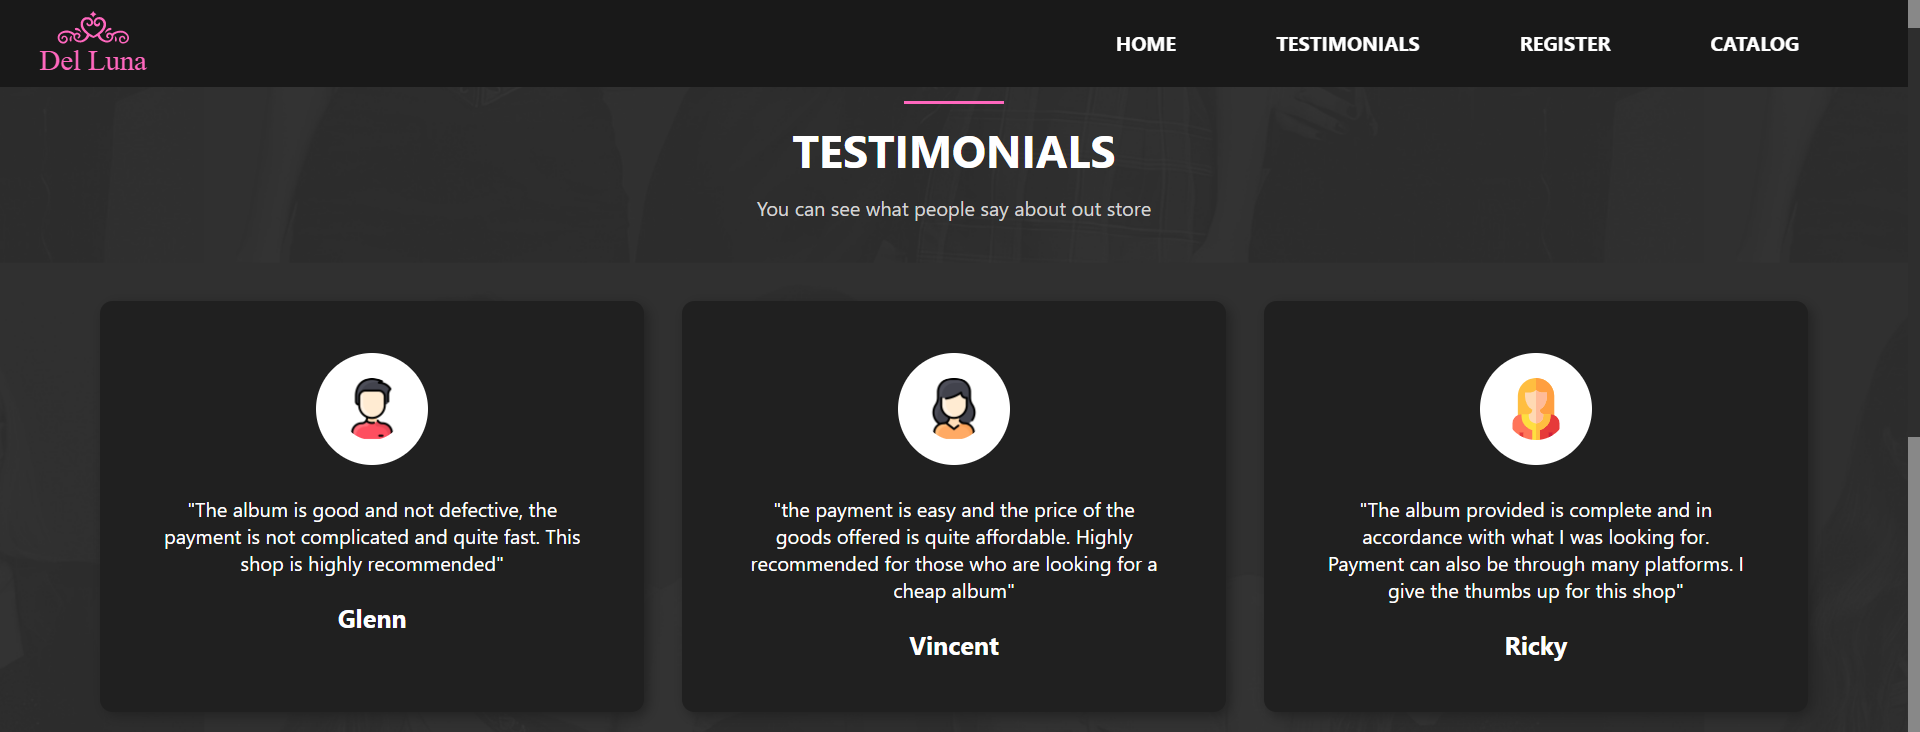 Del Luna
HOME TESTIMONIALS REGISTER CATALOG
TESTIMONIALS
You can see what people say about out store
"The album is good and not defective, the
payment is not complicated and quite fast. This
shop is highly recommended"
Glenn
"the payment is easy and the price of the
goods offered is quite affordable. Highly
recommended for those who are looking for a
cheap album"
Vincent
"The album provided is complete and in
accordance with what I was looking for.
Payment can also be through many platforms. I
give the thumbs up for this shop"
Ricky